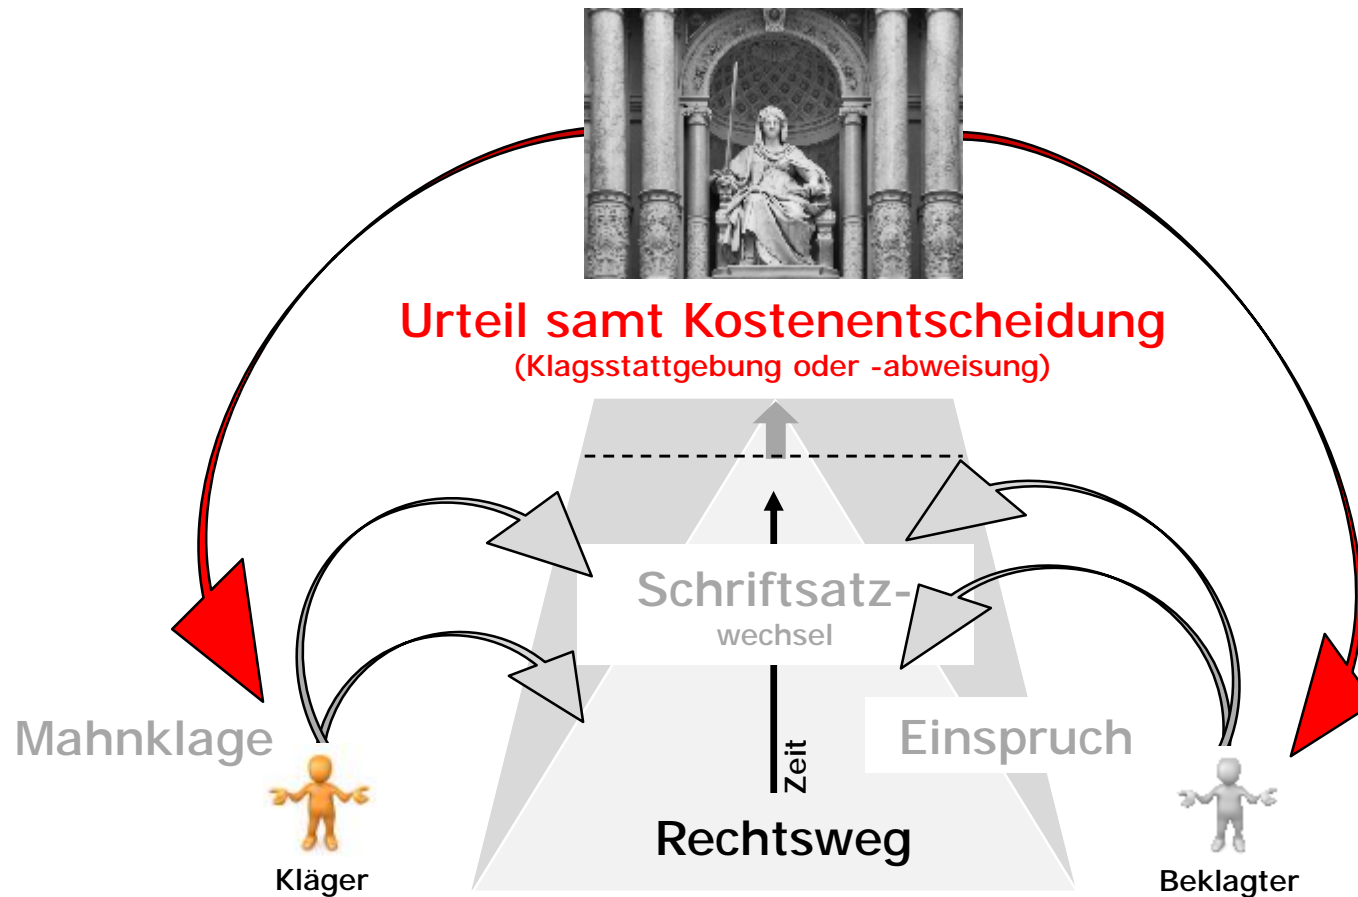 Urteil samt Kostenentscheidung
(Klagsstattgebung oder -abweisung)
Schriftsatz-
wechsel
Mahnklage
Einspruch
Zeit
Rechtsweg
Kläger
Beklagter